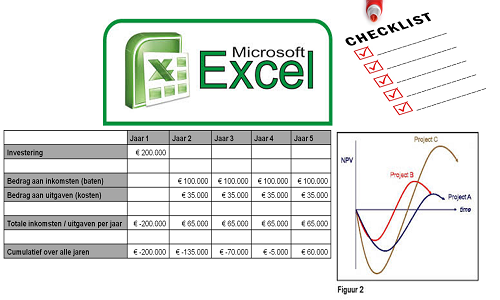 Microsoft
Excel
CHECKLIST
Jaar 1 Jaar 2 Jaar 3 Jaar 4 Jaar 5
Investering € 200.000
Bedrag aan inkomsten (baten) € 100.000 € 100.000 € 100.000 € 100.000
Bedrag aan uitgaven (kosten) € 35.000 € 35.000 € 35.000 € 35.000
Totale inkomsten / uitgaven per jaar € -200.000 € 65.000 € 65.000 € 65.000 € 65.000
Cumulatief over alle jaren € -200.000 € -135.000 € -70.000 € -5.000 € 60.000
Project C
NPV
Project B
Project A
time
Figuur 2